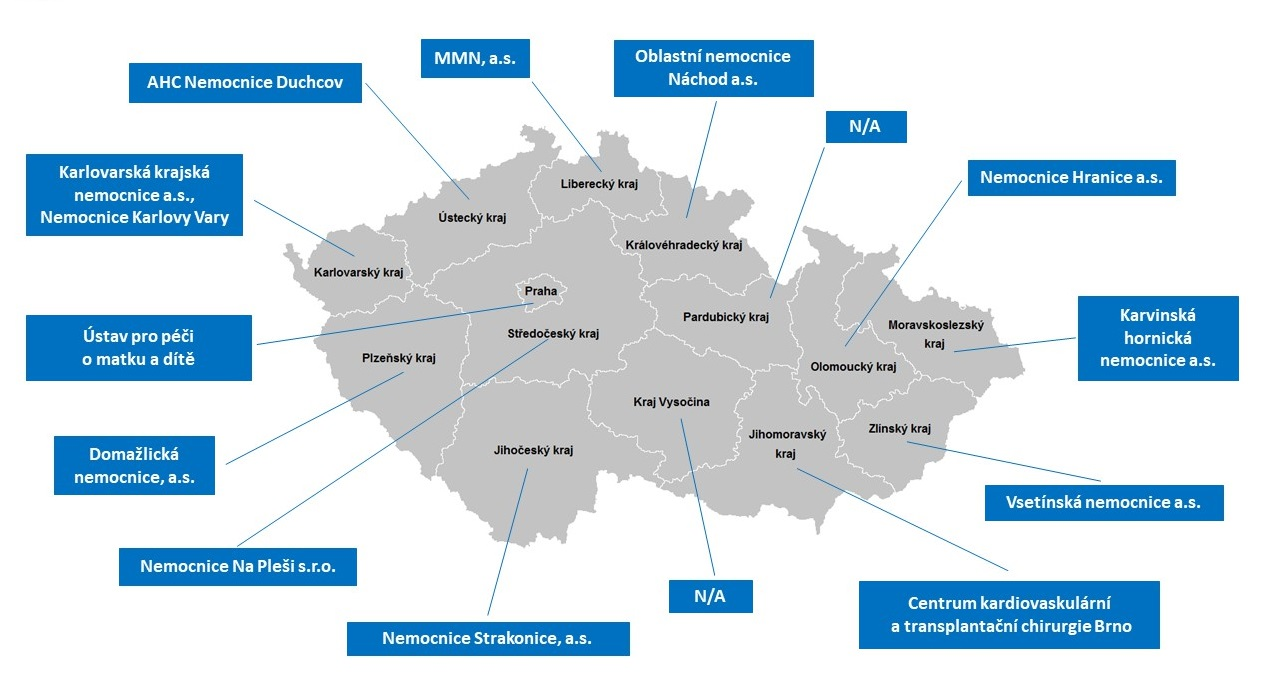 MMN, a.s.
Oblastní nemocnice
Náchod a.s.
AHC Nemocnice Duchcov
N/A
Karlovarská krajská
nemocnice a.s.,
Nemocnice Karlovy Vary
Nemocnice Hranice a.s.
Liberecký kraj
Ústecký kraj
Královéhradecký kraj
Karlovarský kraj
Praha
Středočeský kraj
Pardubický kraj
Moravskoslezský
kraj
Karvinská
hornická
nemocnice a.s.
Ústav pro péči
o matku a dítě
Plzeňský kraj
Olomoucký kraj
Kraj Vysočina
Jihomoravský
kraj
Zlínský kraj
Jihočeský kraj
Domažlická
nemocnice, a.s.
Vsetínská nemocnice a.s.
Nemocnice Na Pleši s.r.o.
N/A
Centrum kardiovaskulární
a transplantační chirurgie Brno
Nemocnice Strakonice, a.s.